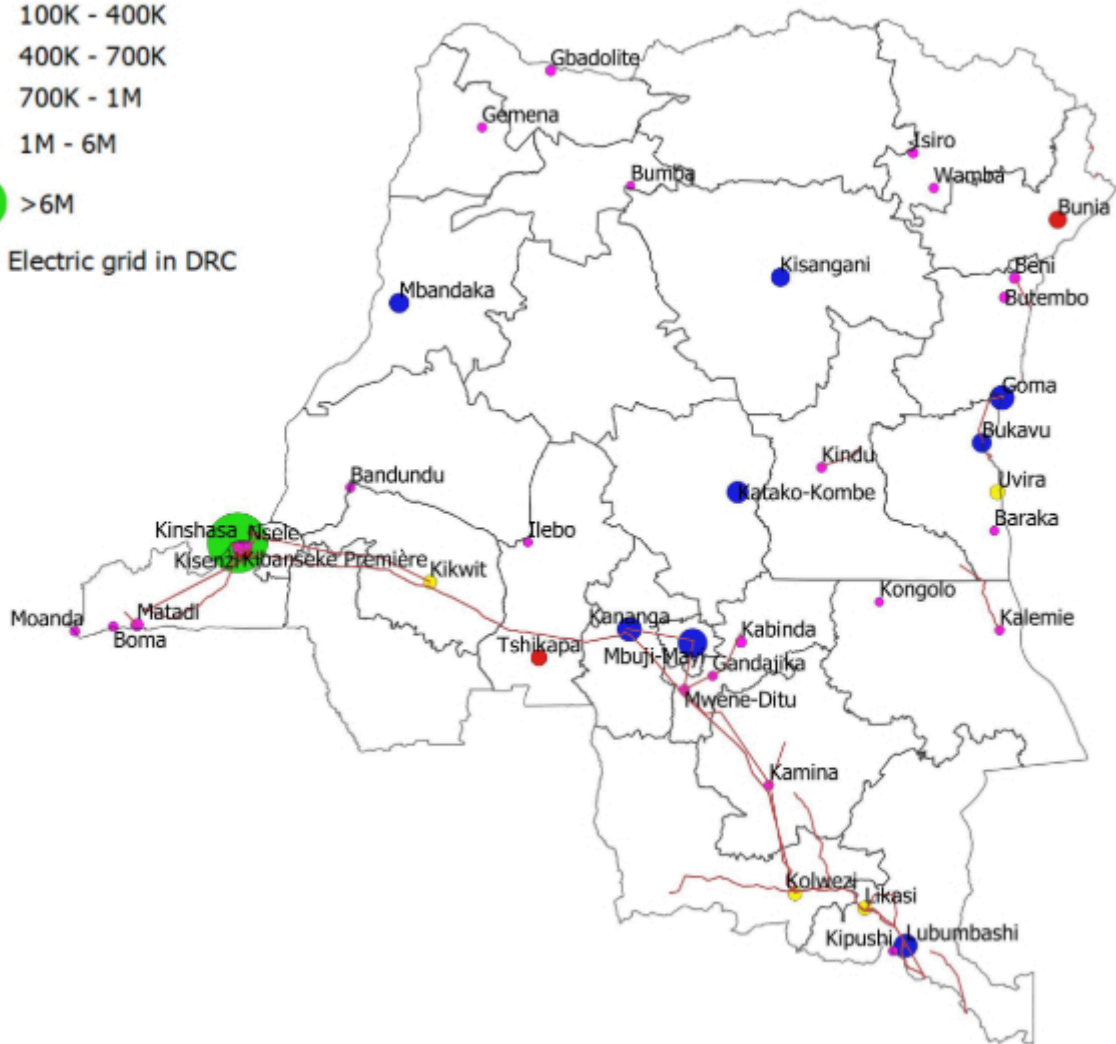 100K - 400K
400K - 700K
700K - 1M
1M - 6M
>6M
Electric grid in DRC
Gbadolite
Gemena
Isiro
Bumba
Wamba
Bunia
Kisangani
Beni
Mbandaka
Butembo
Goma
Bukavu
Kindu
Bandundu
Katako-Kombe
Uvira
Kinshasa
Nsele
Ilebo
Baraka
Kisenzi
Kibanseke Première
Kikwit
Kongolo
Moanda
Matadi
Boma
Kananga
Kabinda
Kalemie
Tshikapa
Mbuji-Mayi
Gandajika
Mwene-Ditu
Kamina
Kolwezi
Likasi
Kipushi
Lubumbashi